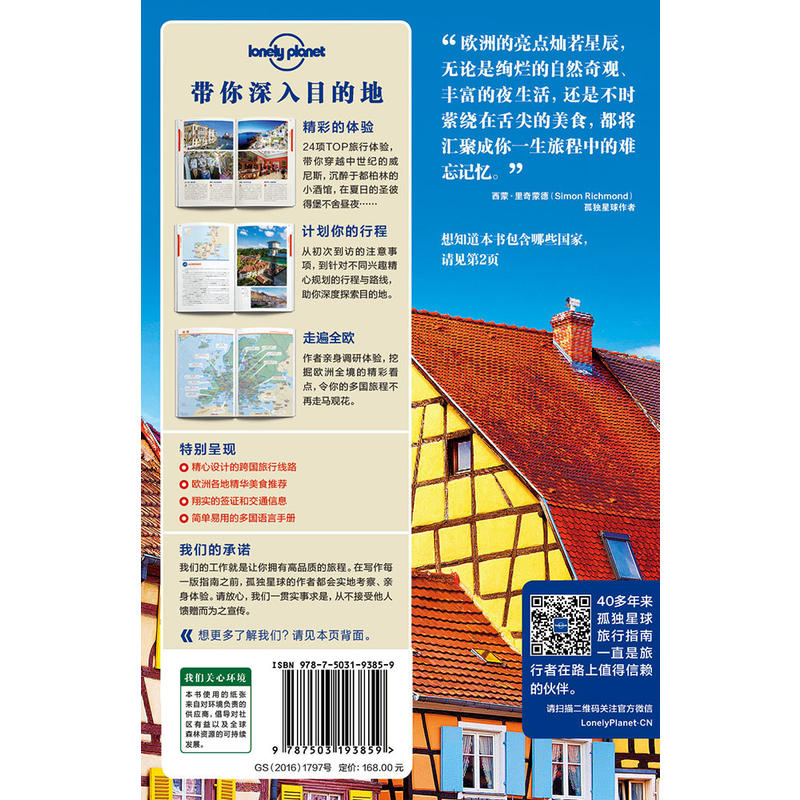 lonely planet
带你深入目的地
精彩的体验
24项TOP旅行体验，
带你穿越中世纪的威
尼斯，沉醉于都柏林的
小酒馆，在夏日的圣彼
得堡不舍昼夜……
计划你的行程
从初次到访的注意事
项，到针对不同兴趣精
心规划的行程与路线，
助你深度探索目的地。
走遍全欧
作者亲身调研体验，挖
掘欧洲全境的精彩看
点，令你的多国旅程不
再走马观花。
特别呈现
精心设计的跨国旅行线路
欧洲各地精华美食推荐
翔实的签证和交通信息
简单易用的多国语言手册
我们的承诺
我们的工作就是让你拥有高品质的旅程。在写作每
一版指南之前，孤独星球的作者都会实地考察、亲
身体验。请放心，我们一贯实事求是，从不接受他人
馈赠而为之宣传。
《 想更多了解我们？请见本页背面。
我们关心环境
本书使用的纸张
来自对环境负责的
供应商，倡导对社
区有益以及全球
森林资源的可持续
发展。
ISBN 978-7-5031-9385-9
9 787503 193859 >
GS（2016）1797号 定价：168.00元
“欧洲的亮点灿若星辰，
无论是绚烂的自然奇观、
丰富的夜生活，还是不时
萦绕在舌尖的美食，都将
汇聚成你一生旅程中的难
忘记忆。”
西蒙·里奇蒙德（Simon Richmond）
孤独星球作者
想知道本书包含哪些国家，
请见第2页
40多年来
孤独星球
旅行指南
一直是旅
行者在路上值得信赖
的伙伴。
请扫描二维码关注官方微信
LonelyPlanet-CN